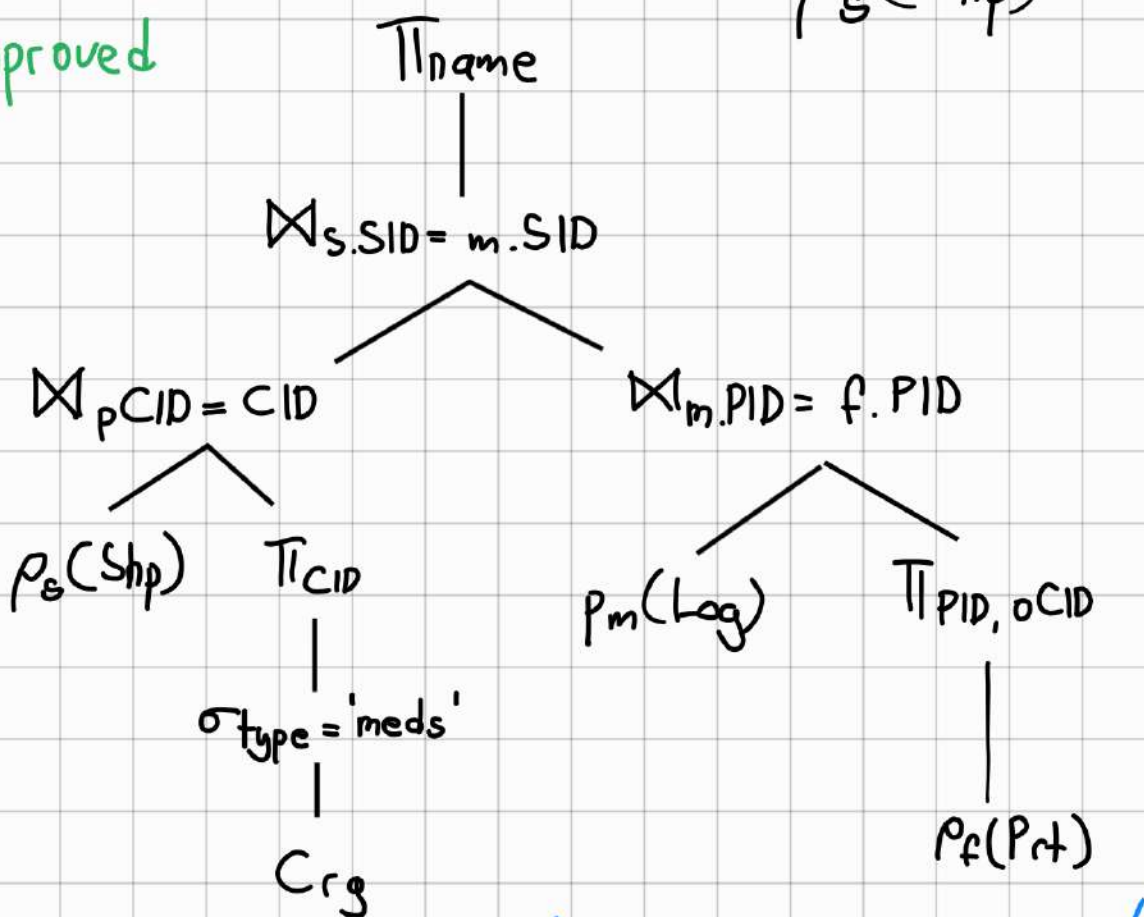 proved
Πname
⋈S.SID = m.SID
⋈pCID = CID
⋈m.PID = f.PID
ρs(Shp)
ΠCID
ρm(Log)
ΠPID, oCID
σtype = 'meds'
ρf(Prt)
Crg